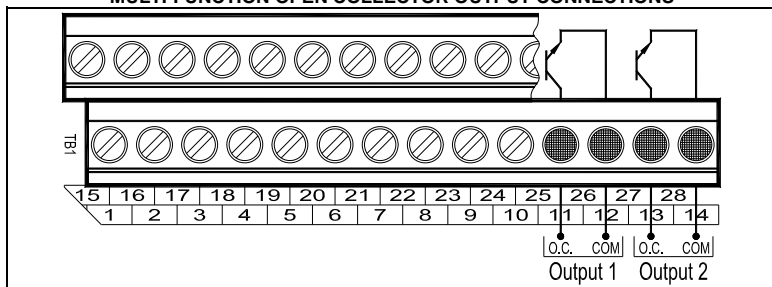 MULTI-FUNCTION OPEN COLLECTOR OUTPUT CONNECTIONS
TB1
15 16 17 18 19 20 21 22 23 24 25 26 27 28
1 2 3 4 5 6 7 8 9 10 11 12 13 14
O.C. COM O.C. COM
Output 1 Output 2